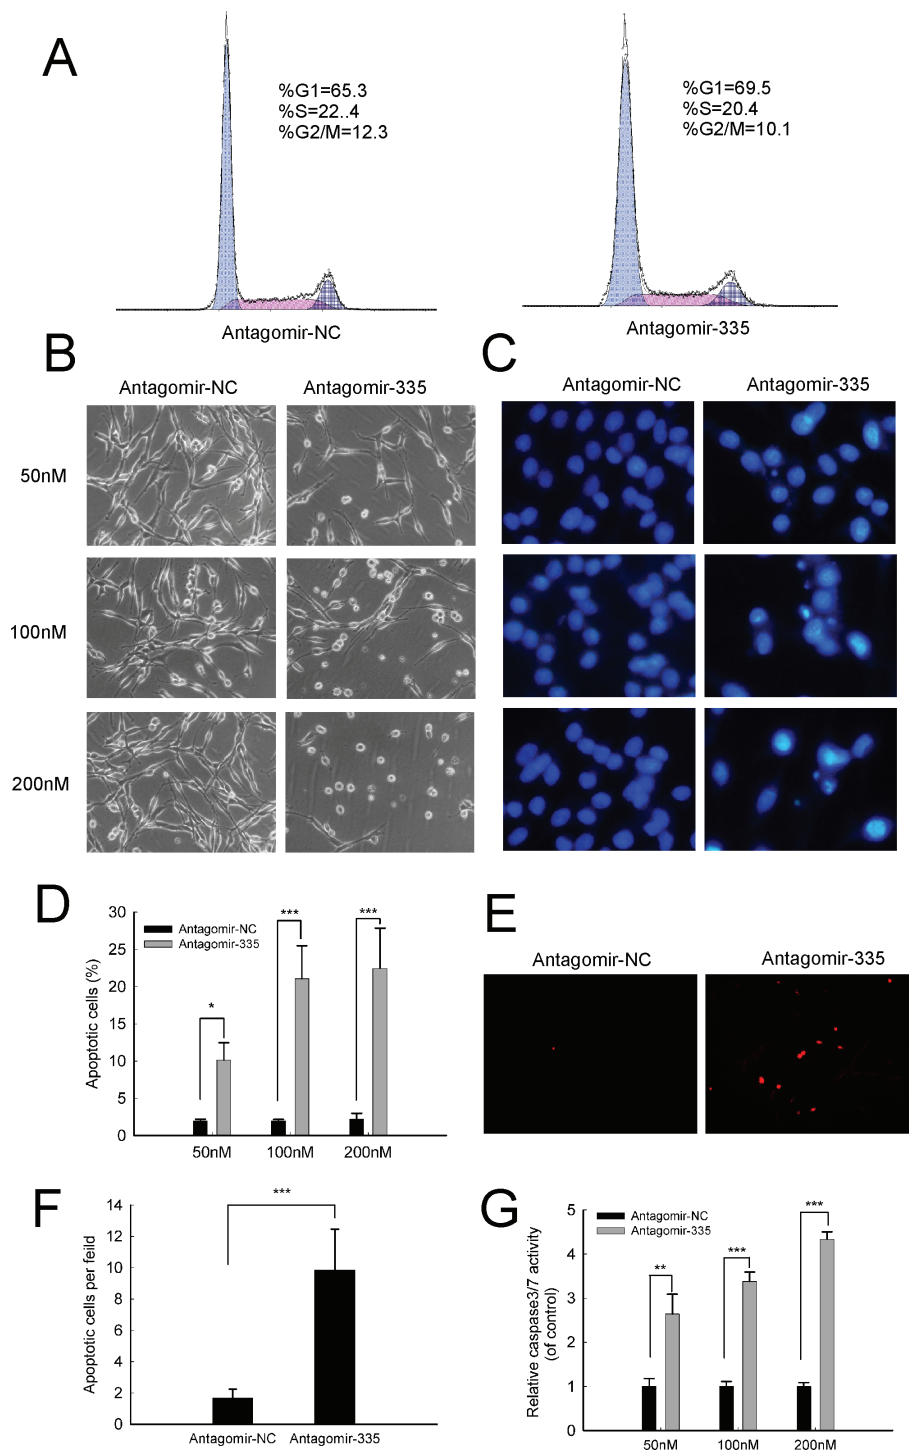 A
%G1=65.3
%S=22..4
%G2/M=12.3
Antagomir-NC
%G1=69.5
%S=20.4
%G2/M=10.1
Antagomir-335
B
Antagomir-NC Antagomir-335
50nM
100nM
200nM
C
Antagomir-NC Antagomir-335
D
Apoptotic cells (%)
30
25
20
15
10
5
0
Antagomir-NC
Antagomir-335
*
***
***
50nM 100nM 200nM
E
Antagomir-NC Antagomir-335
F
Apoptotic cells per feild
14
12
10
8
6
4
2
0
***
Antagomir-NC Antagomir-335
G
Relative caspase3/7 activity
(of control)
5
4
3
2
1
0
Antagomir-NC
Antagomir-335
**
***
***
50nM 100nM 200nM